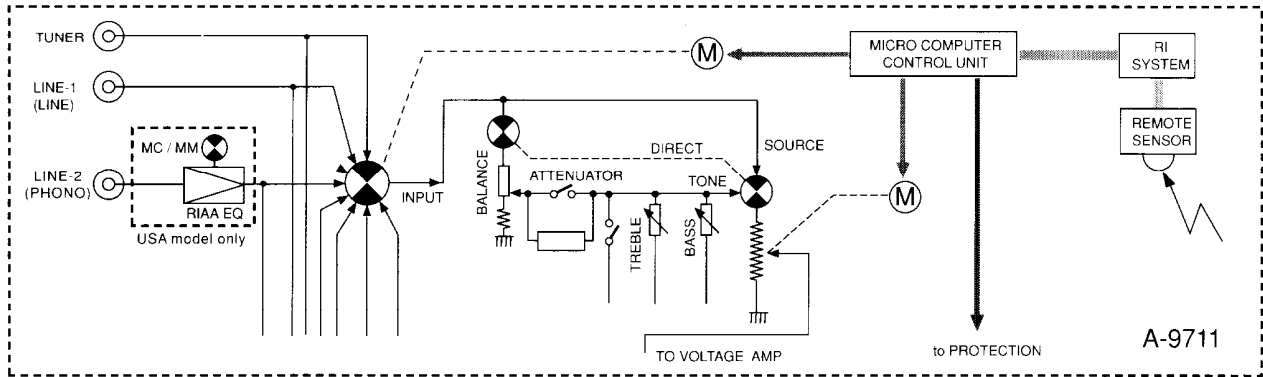 TUNER
LINE-1
(LINE)
MC / MM
LINE-2
(PHONO)
RIAA EQ
USA model only
INPUT
BALANCE
ATTENUATOR
DIRECT
TONE
SOURCE
TREBLE
BASS
TO VOLTAGE AMP
M
M
MICRO COMPUTER
CONTROL UNIT
RI
SYSTEM
REMOTE
SENSOR
to PROTECTION
A-9711